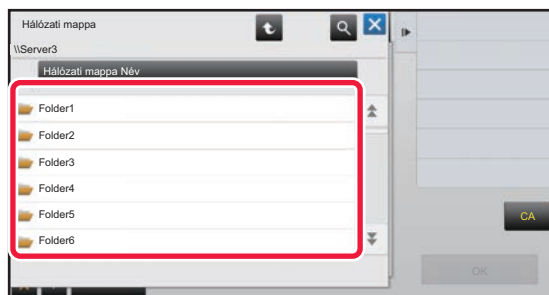 Hálózati mappa
\\Server3
Hálózati mappa Név
Folder1
Folder2
Folder3
Folder4
Folder5
Folder6
CA
OK